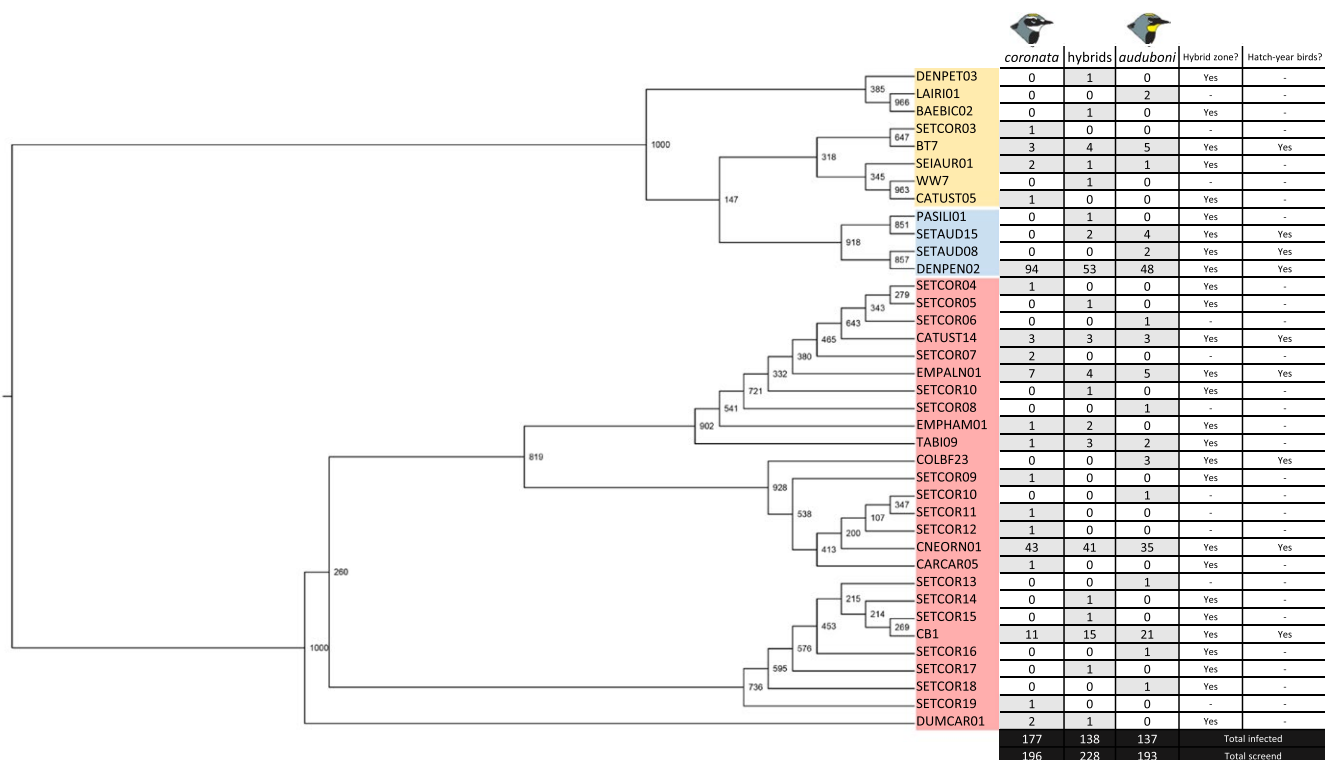 coronata hybrids auduboni Hybrid zone? Hatch-year birds?
DENPET03 0 1 0 Yes -
385
LAIRI01 0 0 2 - -
966
BAEBIC02 0 1 0 Yes -
SETCOR03 1 0 0 - -
647
1000
BT7 3 4 5 Yes Yes
318
SEIAUR01 2 1 1 Yes -
345
WW7 0 1 0 - -
963
CATUST05 1 0 0 Yes -
147
PASILI01 0 1 0 Yes -
851
SETAUD15 0 2 4 Yes Yes
918
SETAUD08 0 0 2 Yes Yes
857
DENPEN02 94 53 48 Yes Yes
SETCOR04 1 0 0 Yes -
279
SETCOR05 0 1 0 Yes -
343
SETCOR06 0 0 1 - -
643
CATUST14 3 3 3 Yes Yes
465
SETCOR07 2 0 0 - -
380
EMPALN01 7 4 5 Yes Yes
332
SETCOR10 0 1 0 Yes -
721
SETCOR08 0 0 1 - -
541
EMPHAM01 1 2 0 Yes -
902
TABI09 1 3 2 Yes -
819
COLBF23 0 0 3 Yes Yes
SETCOR09 1 0 0 Yes -
928
SETCOR10 0 0 1 - -
347
SETCOR11 1 0 0 - -
538
107
SETCOR12 1 0 0 - -
200
CNEORN01 43 41 35 Yes Yes
413
CARCAR05 1 0 0 Yes -
260
SETCOR13 0 0 1 - -
215
SETCOR14 0 1 0 Yes -
214
SETCOR15 0 1 0 Yes -
453
269
CB1 11 15 21 Yes Yes
576
1000
SETCOR16 0 0 1 Yes -
595
SETCOR17 0 1 0 Yes -
736
SETCOR18 0 0 1 Yes -
SETCOR19 1 0 0 - -
DUMCAR01 2 1 0 Yes -
177 138 137 Total infected
196 228 193 Total screend